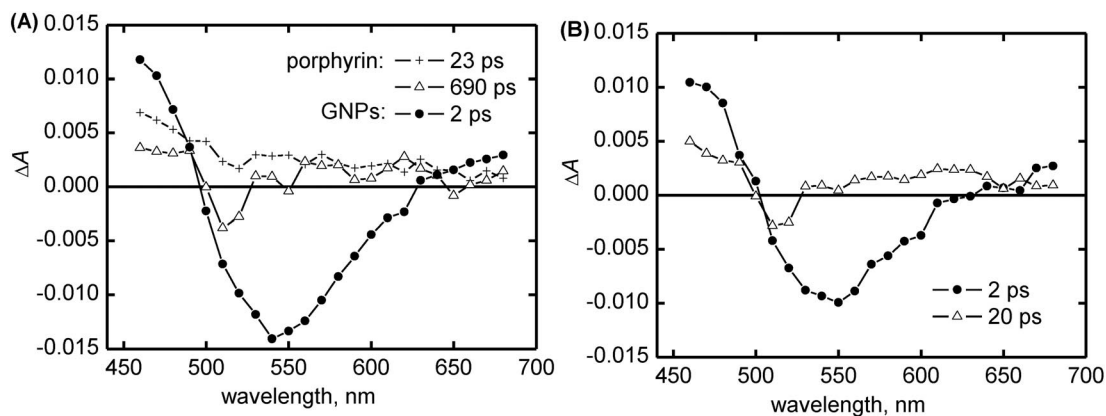 (A)
0.015
0.010
0.005
0.000
-0.005
-0.010
-0.015
ΔA
porphyrin: 23 ps
690 ps
GNPs: 2 ps
450 500 550 600 650 700
wavelength, nm
(B)
0.015
0.010
0.005
0.000
-0.005
-0.010
-0.015
ΔA
2 ps
20 ps
450 500 550 600 650 700
wavelength, nm